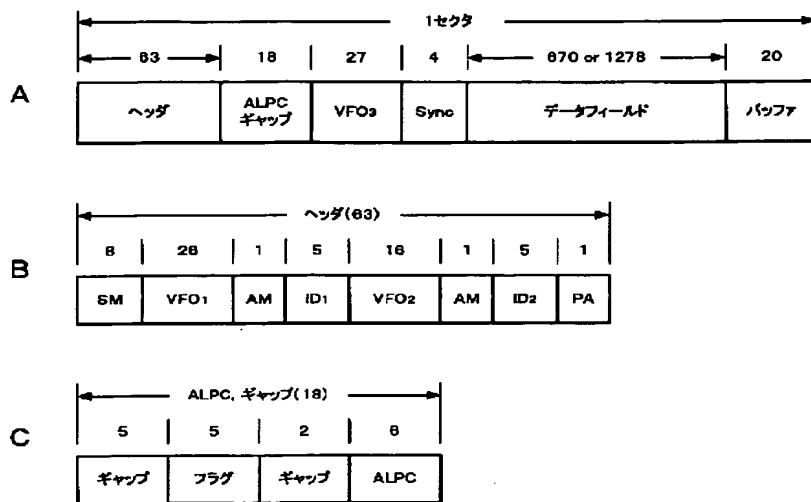 1セクタ
63 18 27 4 670 or 1278 20
A
ヘッダ ALPC ギャップ VFO3 Sync データフィールド バッファ
ヘッダ(63)
8 26 1 5 16 1 5 1
B
SM VFO1 AM ID1 VFO2 AM ID2 PA
ALPC, ギャップ(18)
5 5 2 6
C
ギャップ フラグ ギャップ ALPC